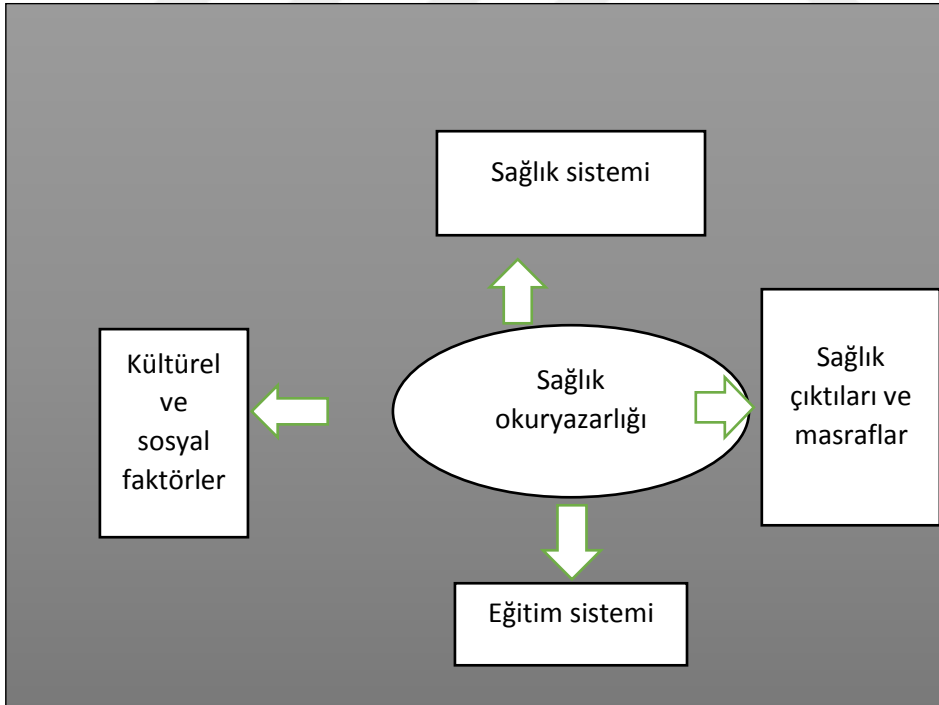 Sağlık sistemi
Kültürel
ve
sosyal
faktörler
Sağlık
okuryazarlığı
Sağlık
çıktıları ve
masraflar
Eğitim sistemi